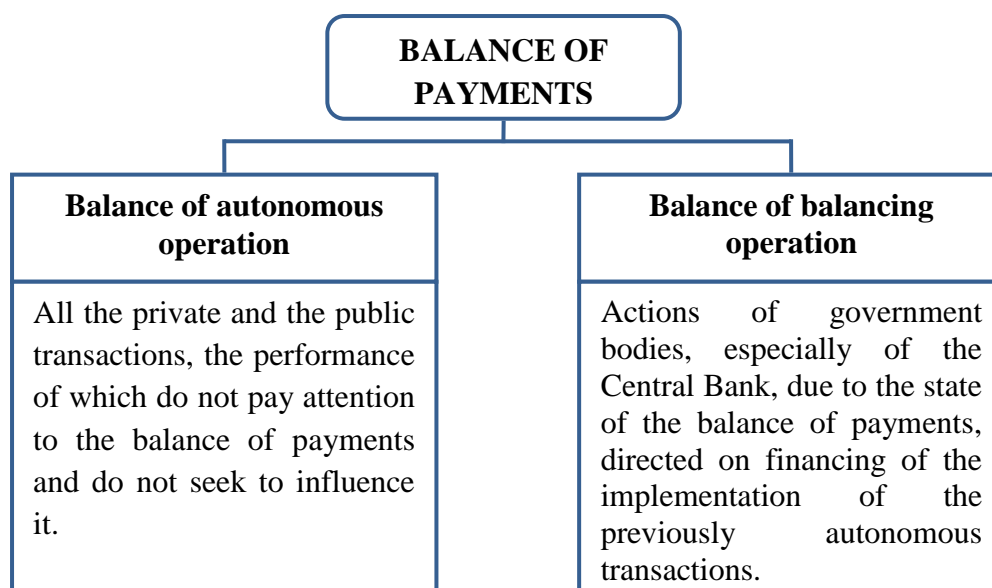 BALANCE OF
PAYMENTS
Balance of autonomous
operation
All the private and the public
transactions, the performance
of which do not pay attention
to the balance of payments
and do not seek to influence
it.
Balance of balancing
operation
Actions of government
bodies, especially of the
Central Bank, due to the state
of the balance of payments,
directed on financing of the
implementation of the
previously autonomous
transactions.